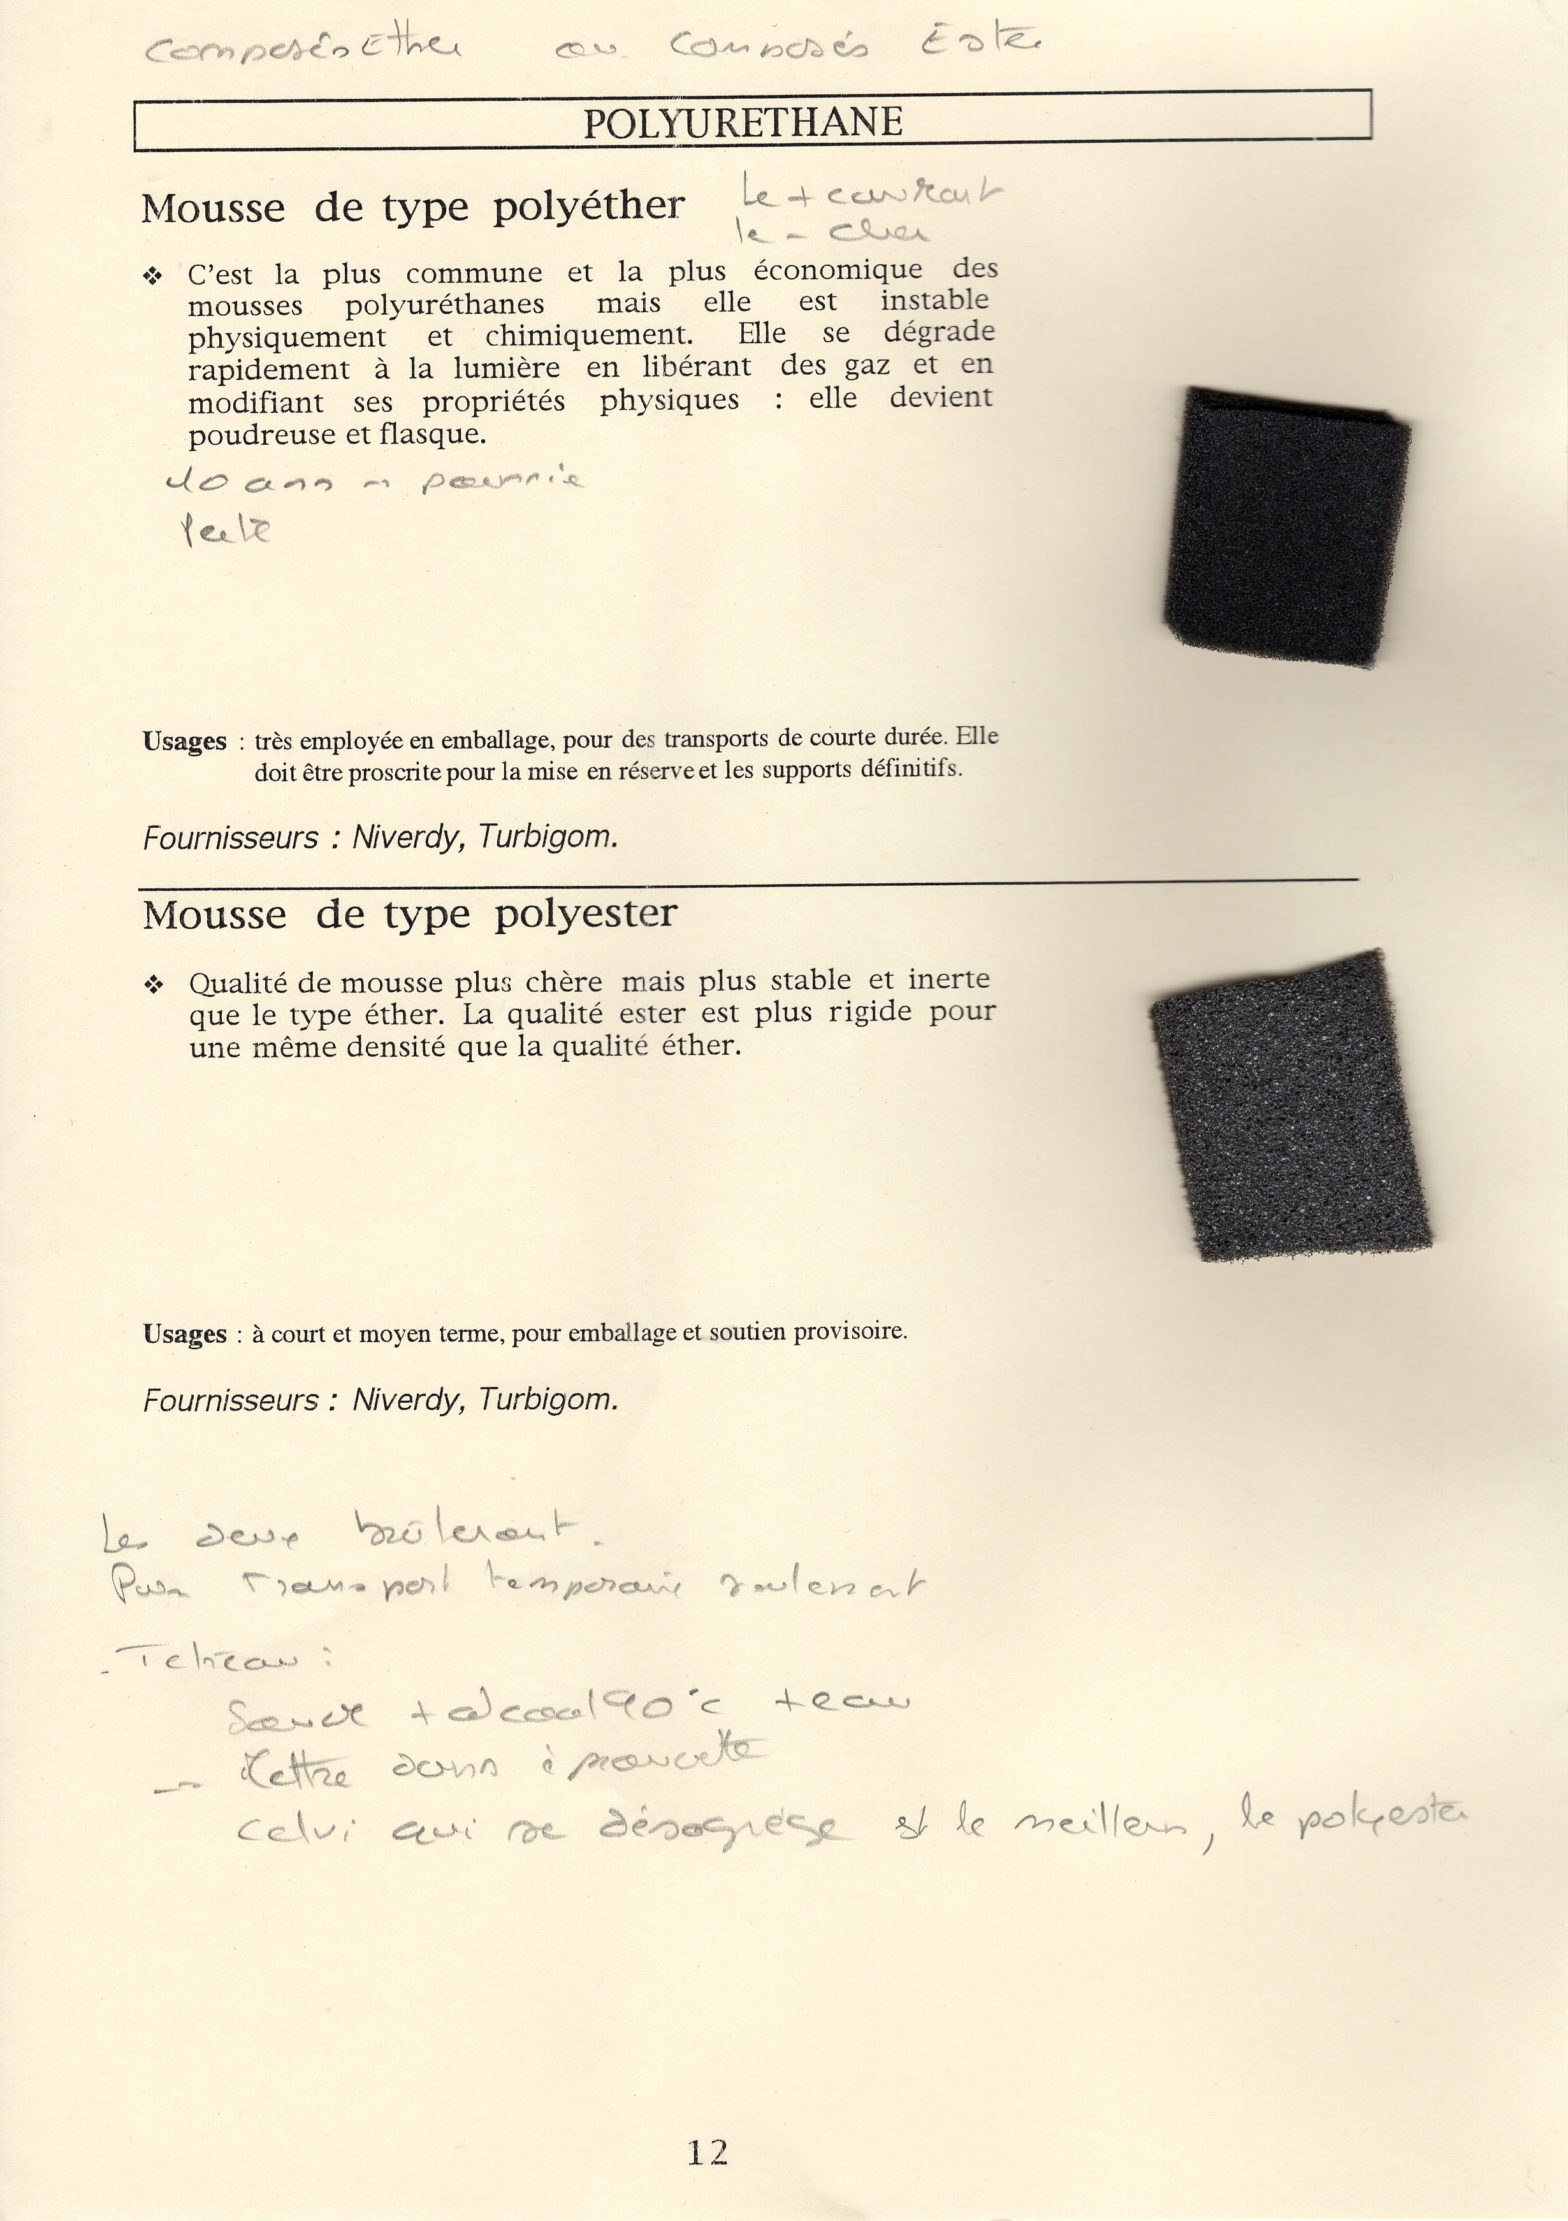 Composés Ether ou Composés Ester
POLYURETHANE
Mousse de type polyéther
le + courant
le - cher
❖ C'est la plus commune et la plus économique des
mousses polyuréthanes mais elle est instable
physiquement et chimiquement. Elle se dégrade
rapidement à la lumière en libérant des gaz et en
modifiant ses propriétés physiques : elle devient
poudreuse et flasque.
10 ans pourrie
Usages : très employée en emballage, pour des transports de courte durée. Elle
doit être proscrite pour la mise en réserve et les supports définitifs.
Fournisseurs : Niverdy, Turbigom.
Mousse de type polyester
❖ Qualité de mousse plus chère mais plus stable et inerte
que le type éther. La qualité ester est plus rigide pour
une même densité que la qualité éther.
Usages : à court et moyen terme, pour emballage et soutien provisoire.
Fournisseurs : Niverdy, Turbigom.
Les deux brûleront.
Pour transport temporaire seulement
Soude + alcool 90°c + eau
- Mettre dans éprouvette
celui qui se désagrège est le meilleur, le polyester
12